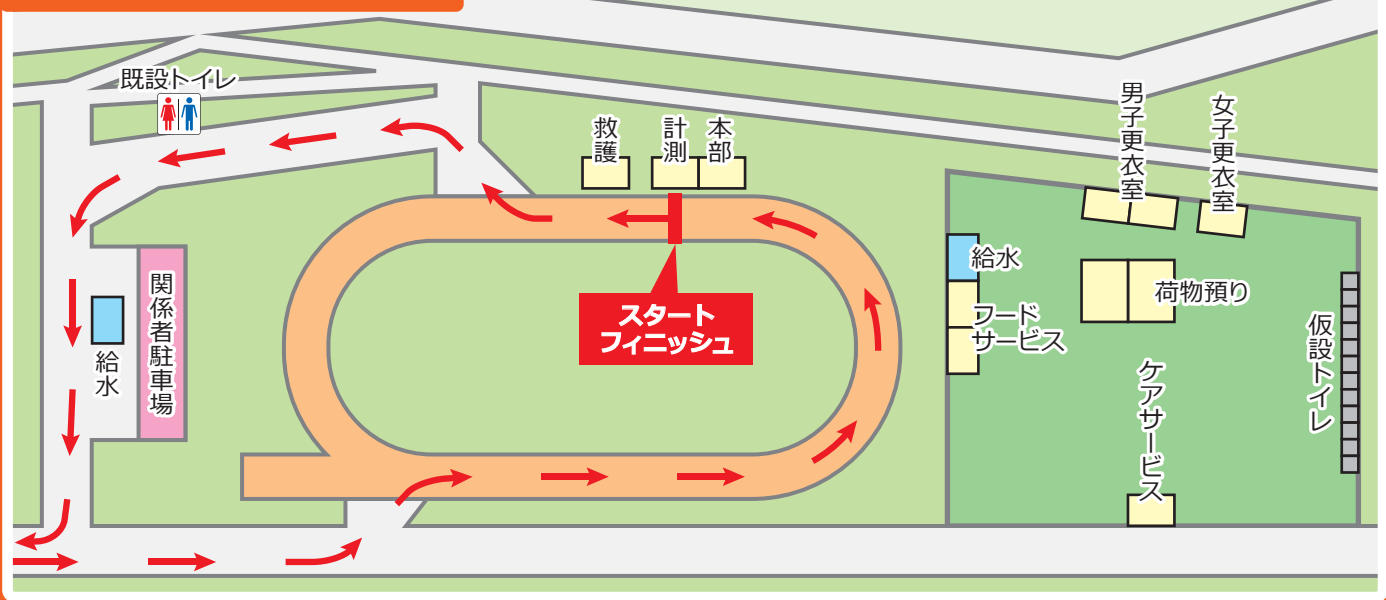 既設トイレ
救護
計測
本部
男子更衣室
女子更衣室
給水
フード
サービス
荷物預り
仮設トイレ
ケアサービス
スタート
フィニッシュ
関係者駐車場
給水